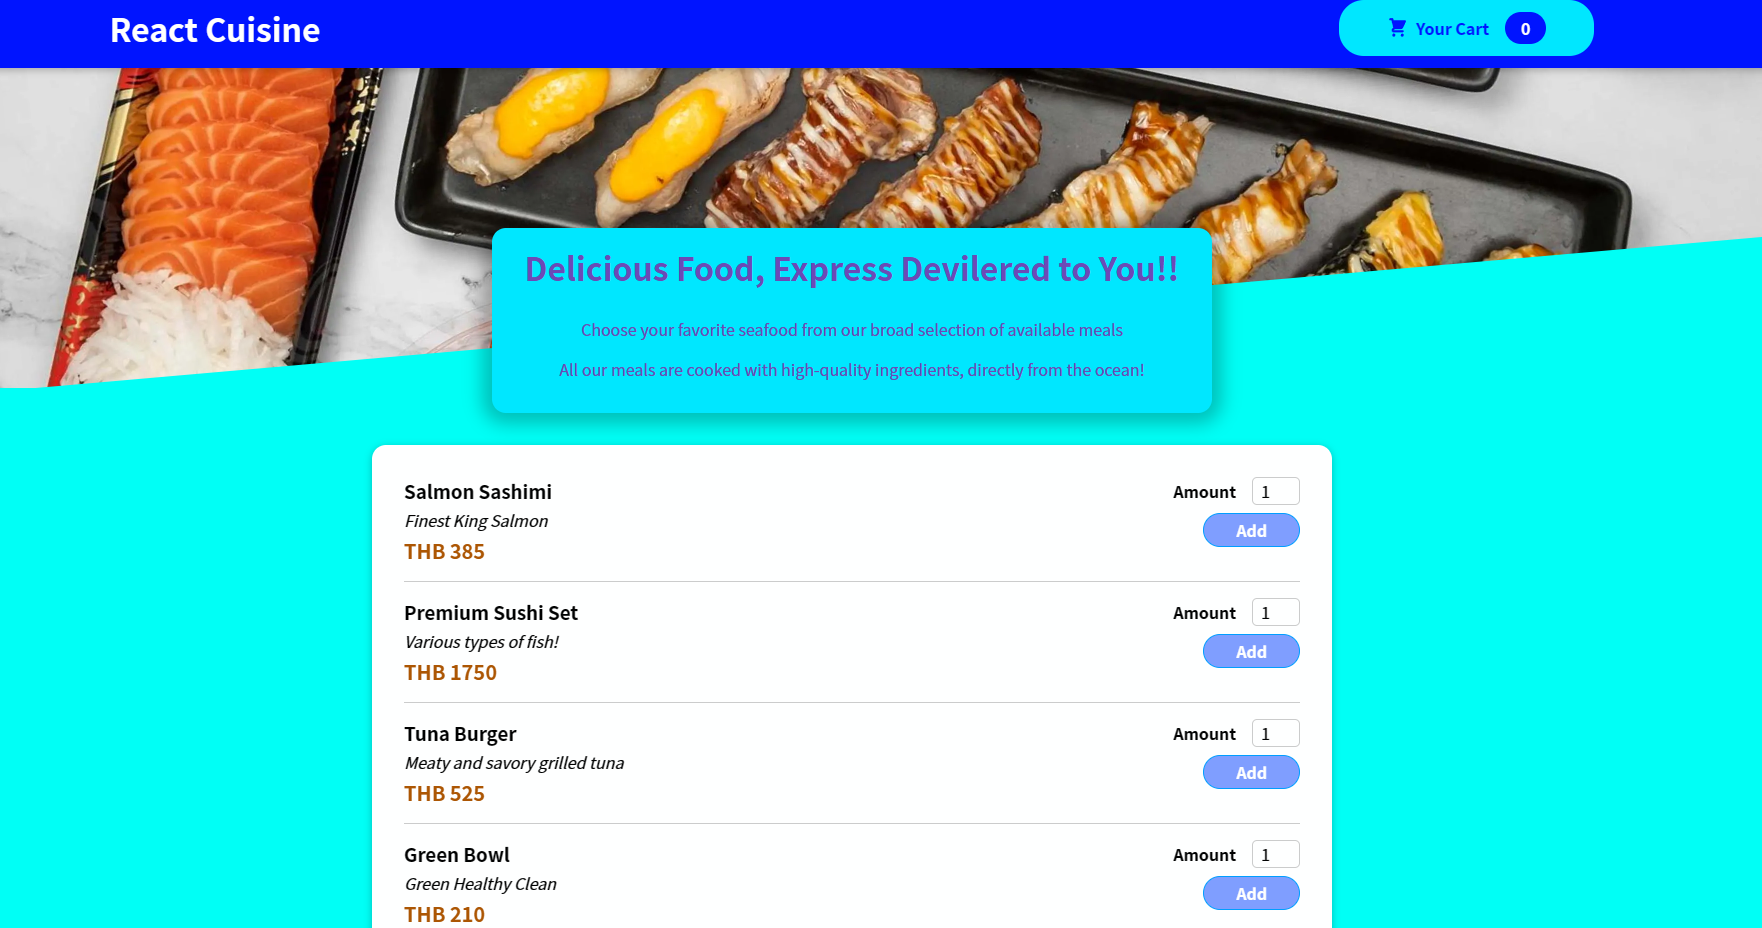 React Cuisine
Your Cart 0
Delicious Food, Express Devilered to You!!
Choose your favorite seafood from our broad selection of available meals
All our meals are cooked with high-quality ingredients, directly from the ocean!
Salmon Sashimi
Finest King Salmon
THB 385
Amount 1
Add
Premium Sushi Set
Various types of fish!
THB 1750
Amount 1
Add
Tuna Burger
Meaty and savory grilled tuna
THB 525
Amount 1
Add
Green Bowl
Green Healthy Clean
THB 210
Amount 1
Add